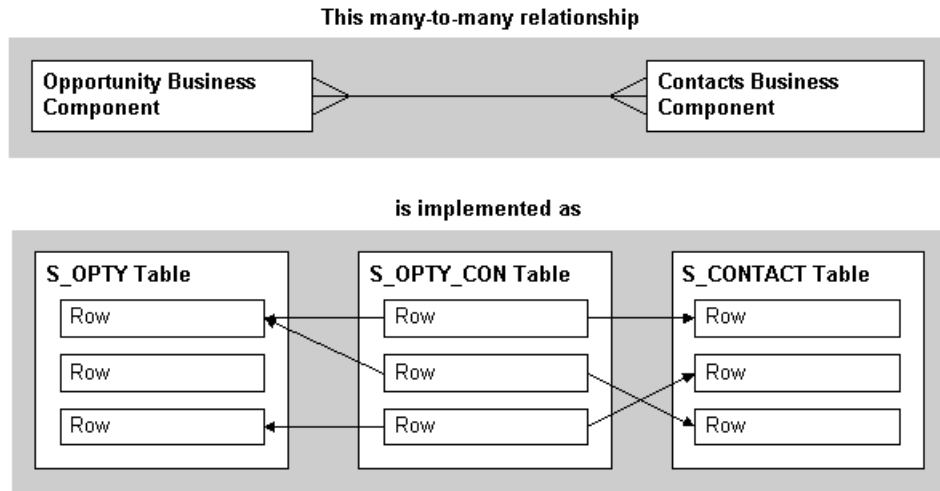 This many-to-many relationship
Opportunity Business
Component
Contacts Business
Component
is implemented as
S_OPTY Table
Row
Row
Row
S_OPTY_CON Table
Row
Row
Row
S_CONTACT Table
Row
Row
Row